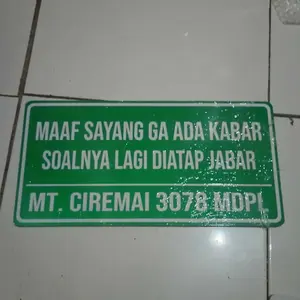 MAAF SAYANG GA ADA KABAR
SOALNYA LAGI DIATAP JABAR
MT. CIREMAI 3078 MDPL